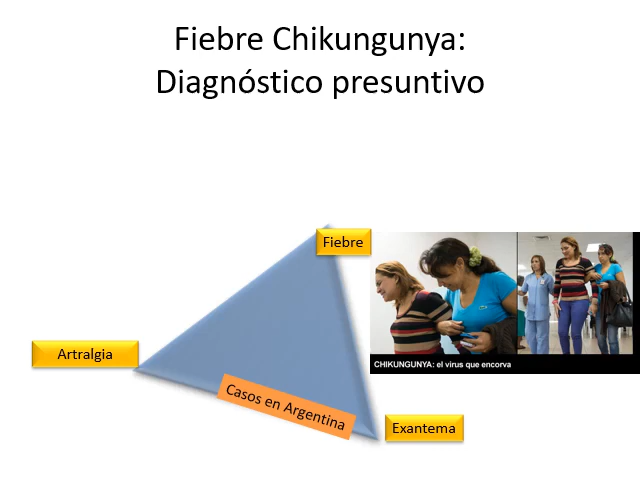 Fiebre Chikungunya:
Diagnóstico presuntivo
Fiebre
Artralgia
CHIKUNGUNYA: el virus que encorva
Casos en Argentina
Exantema